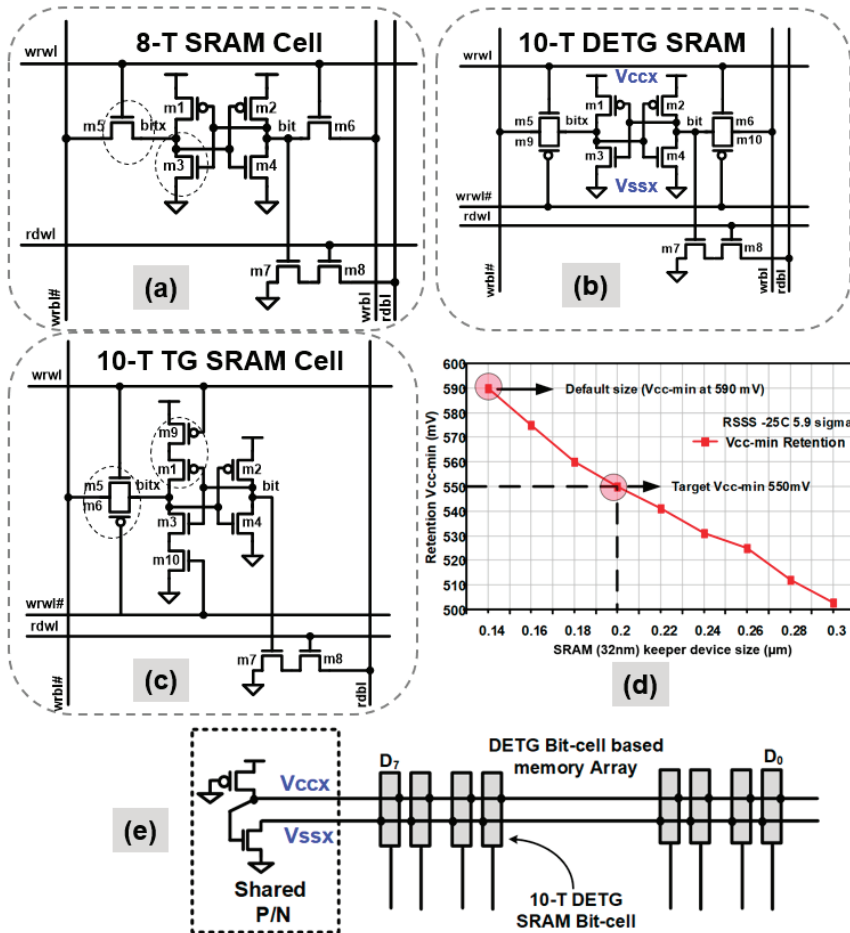 8-T SRAM Cell
wrwl
m1
m2
m5
bitx
bit
m6
m3
m4
rdwl
m7
m8
(a)
wrbl#
wrbl
rdbl
10-T DETG SRAM
wrwl
Vccx
m1
m2
m5
bitx
bit
m6
m9
m10
m3
m4
Vssx
wrwl#
rdwl
m7
m8
(b)
wrbl#
wrbl
rdbl
10-T TG SRAM Cell
wrwl
m9
m1
m2
m5
bitx
bit
m6
m3
m4
m10
wrwl#
rdwl
m7
m8
(c)
wrbl#
rdbl
600
590
580
570
560
550
540
530
520
510
500
Retention Vcc-min (mV)
Default size (Vcc-min at 590 mV)
RSSS -25C 5.9 sigma
Vcc-min Retention
Target Vcc-min 550mV
0.14 0.16 0.18 0.2 0.22 0.24 0.26 0.28 0.3
SRAM (32nm) keeper device size (µm)
(d)
(e)
Vccx
Vssx
Shared
P/N
D7
DETG Bit-cell based
memory Array
D0
10-T DETG
SRAM Bit-cell